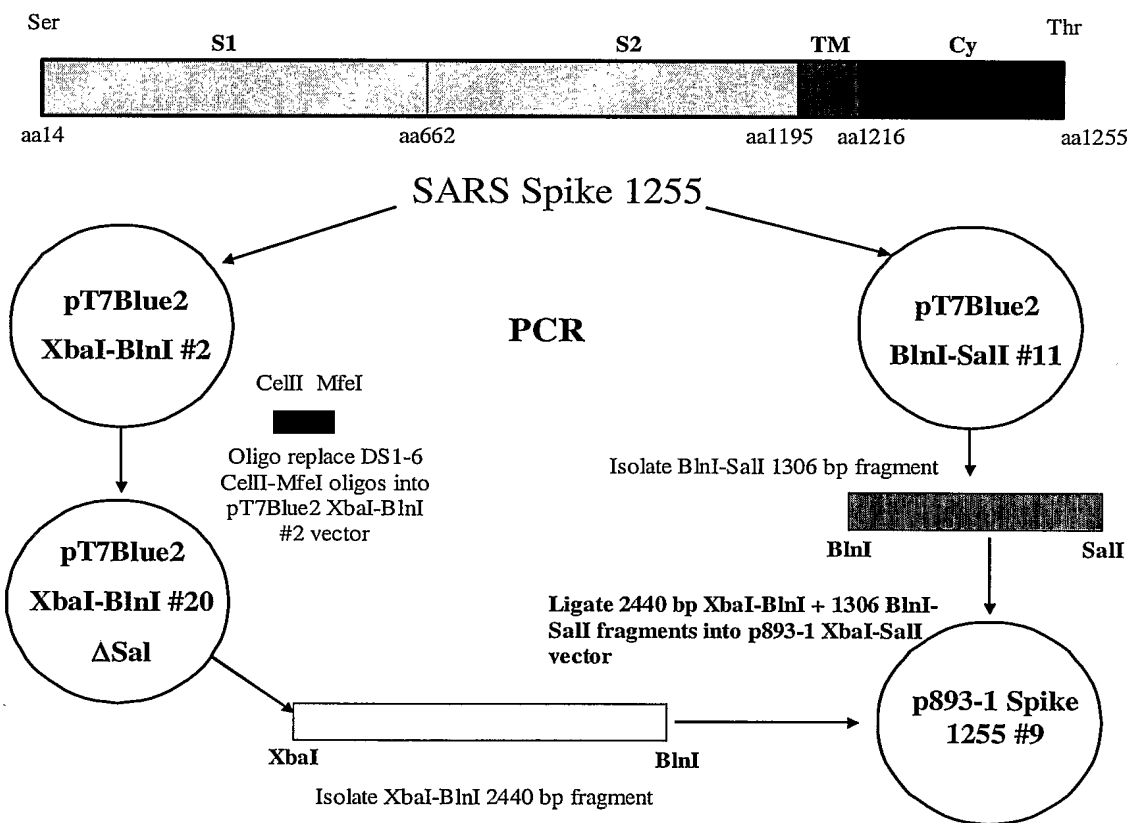 Ser
Thr
S1
S2
TM
Cy
aa14
aa662
aa1195
aa1216
aa1255
SARS Spike 1255
pT7Blue2
XbaI-BlnI #2
PCR
pT7Blue2
BlnI-SalI #11
CelII MfeI
Oligo replace DS1-6
CelII-MfeI oligos into
pT7Blue2 XbaI-BlnI
#2 vector
Isolate BlnI-SalI 1306 bp fragment
BlnI
SalI
pT7Blue2
XbaI-BlnI #20
ΔSal
Ligate 2440 bp XbaI-BlnI + 1306 BlnI-
SalI fragments into p893-1 XbaI-SalI
vector
p893-1 Spike
1255 #9
XbaI
BlnI
Isolate XbaI-BlnI 2440 bp fragment